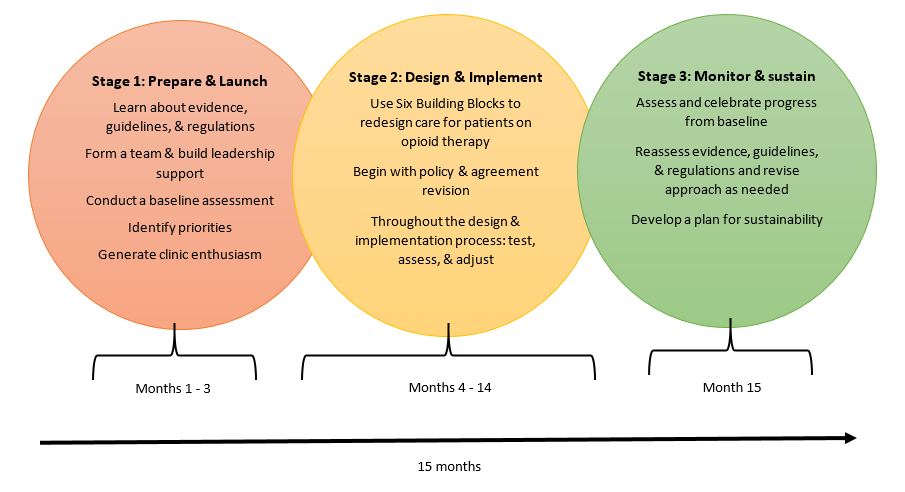 Stage 1: Prepare & Launch
Learn about evidence,
guidelines, & regulations
Form a team & build leadership
support
Conduct a baseline assessment
Identify priorities
Generate clinic enthusiasm
Stage 2: Design & Implement
Use Six Building Blocks to
redesign care for patients on
opioid therapy
Begin with policy & agreement
revision
Throughout the design &
implementation process: test,
assess, & adjust
Stage 3: Monitor & sustain
Assess and celebrate progress
from baseline
Reassess evidence, guidelines,
& regulations and revise
approach as needed
Develop a plan for sustainability
Months 1 - 3
Months 4 - 14
Month 15
15 months